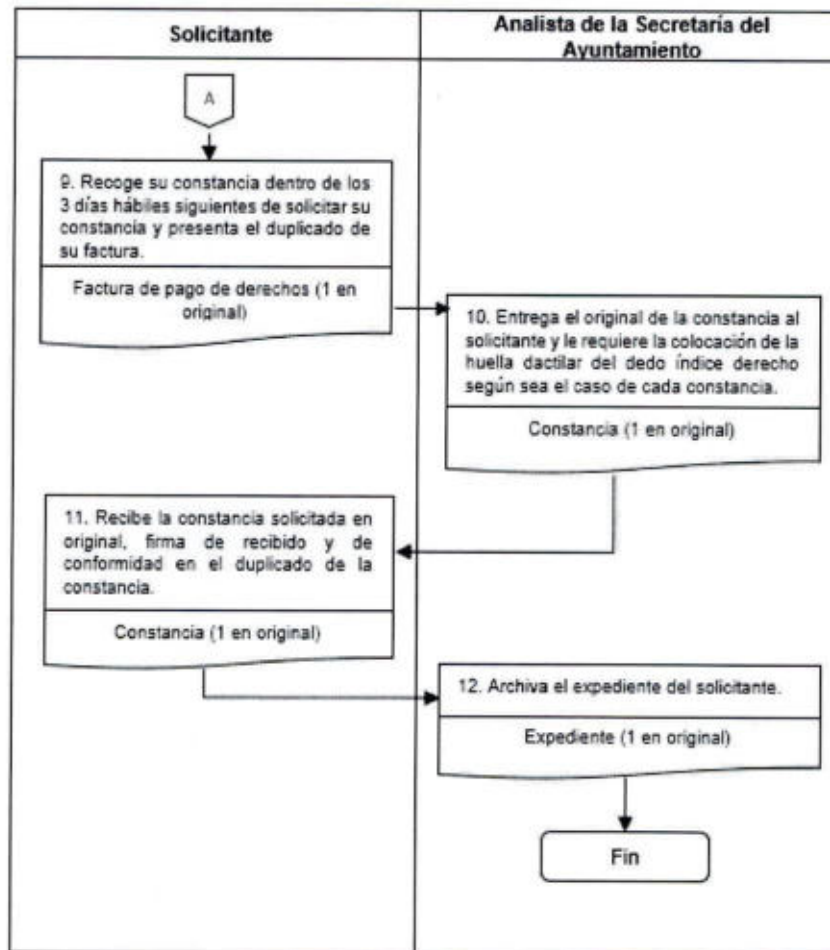 Solicitante
Analista de la Secretaría del
Ayuntamiento
A
9. Recoge su constancia dentro de los
3 días hábiles siguientes de solicitar su
constancia y presenta el duplicado de
su factura.
Factura de pago de derechos (1 en
original)
10. Entrega el original de la constancia al
solicitante y le requiere la colocación de la
huella dactilar del dedo índice derecho
según sea el caso de cada constancia.
Constancia (1 en original)
11. Recibe la constancia solicitada en
original, firma de recibido y de
conformidad en el duplicado de la
constancia.
Constancia (1 en original)
12. Archiva el expediente del solicitante.
Expediente (1 en original)
Fin